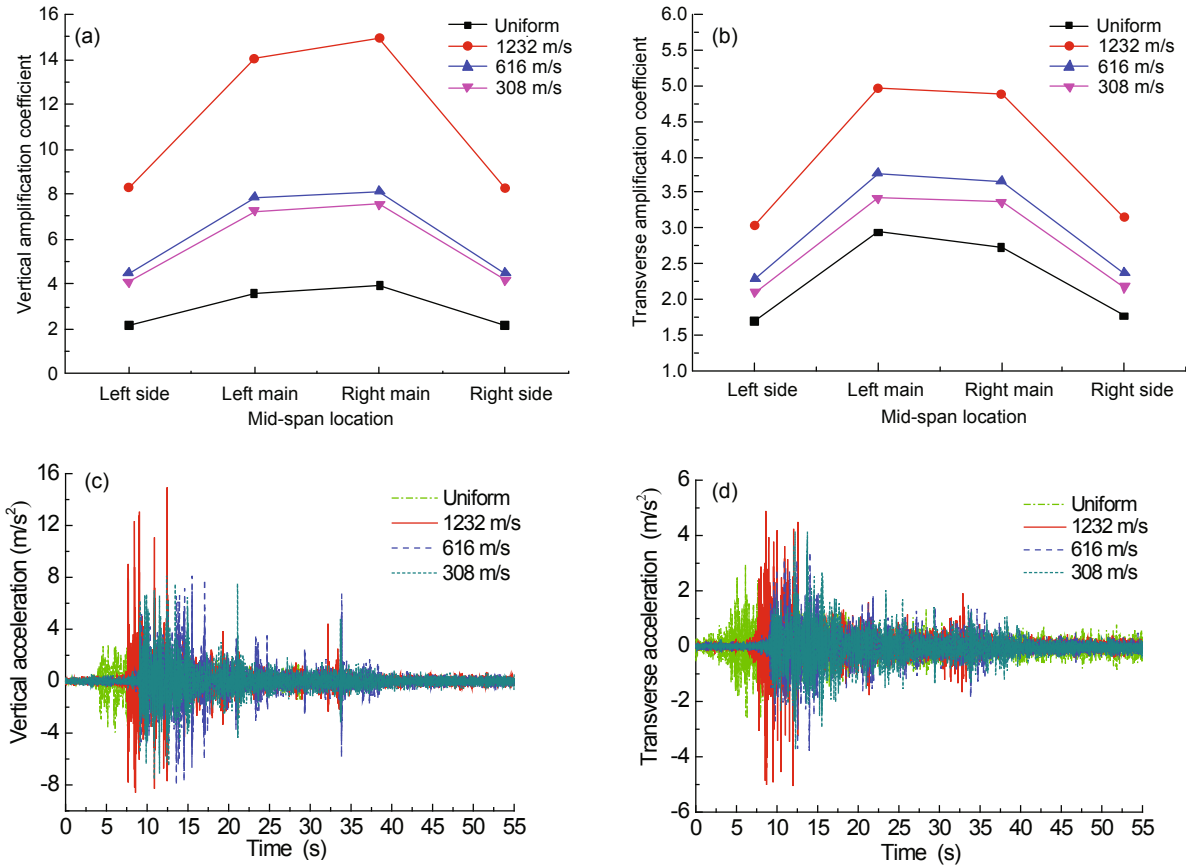 (a)
Uniform
1232 m/s
616 m/s
308 m/s
Vertical amplification coefficient
16
14
12
10
8
6
4
2
0
Left side Left main Right main Right side
Mid-span location
(b)
Uniform
1232 m/s
616 m/s
308 m/s
Transverse amplification coefficient
6.0
5.5
5.0
4.5
4.0
3.5
3.0
2.5
2.0
1.5
1.0
Left side Left main Right main Right side
Mid-span location
(c)
Uniform
1232 m/s
616 m/s
308 m/s
Vertical acceleration (m/s²)
16
12
8
4
0
-4
-8
0 5 10 15 20 25 30 35 40 45 50 55
Time (s)
(d)
Uniform
1232 m/s
616 m/s
308 m/s
Transverse acceleration (m/s²)
6
4
2
0
-2
-4
-6
0 5 10 15 20 25 30 35 40 45 50 55
Time (s)